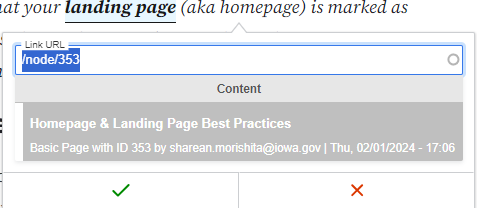 nat your landing page (aka homepage) is marked as
Link URL
/node/353
Content
Homepage & Landing Page Best Practices
Basic Page with ID 353 by sharean.morishita@iowa.gov | Thu, 02/01/2024 - 17:06